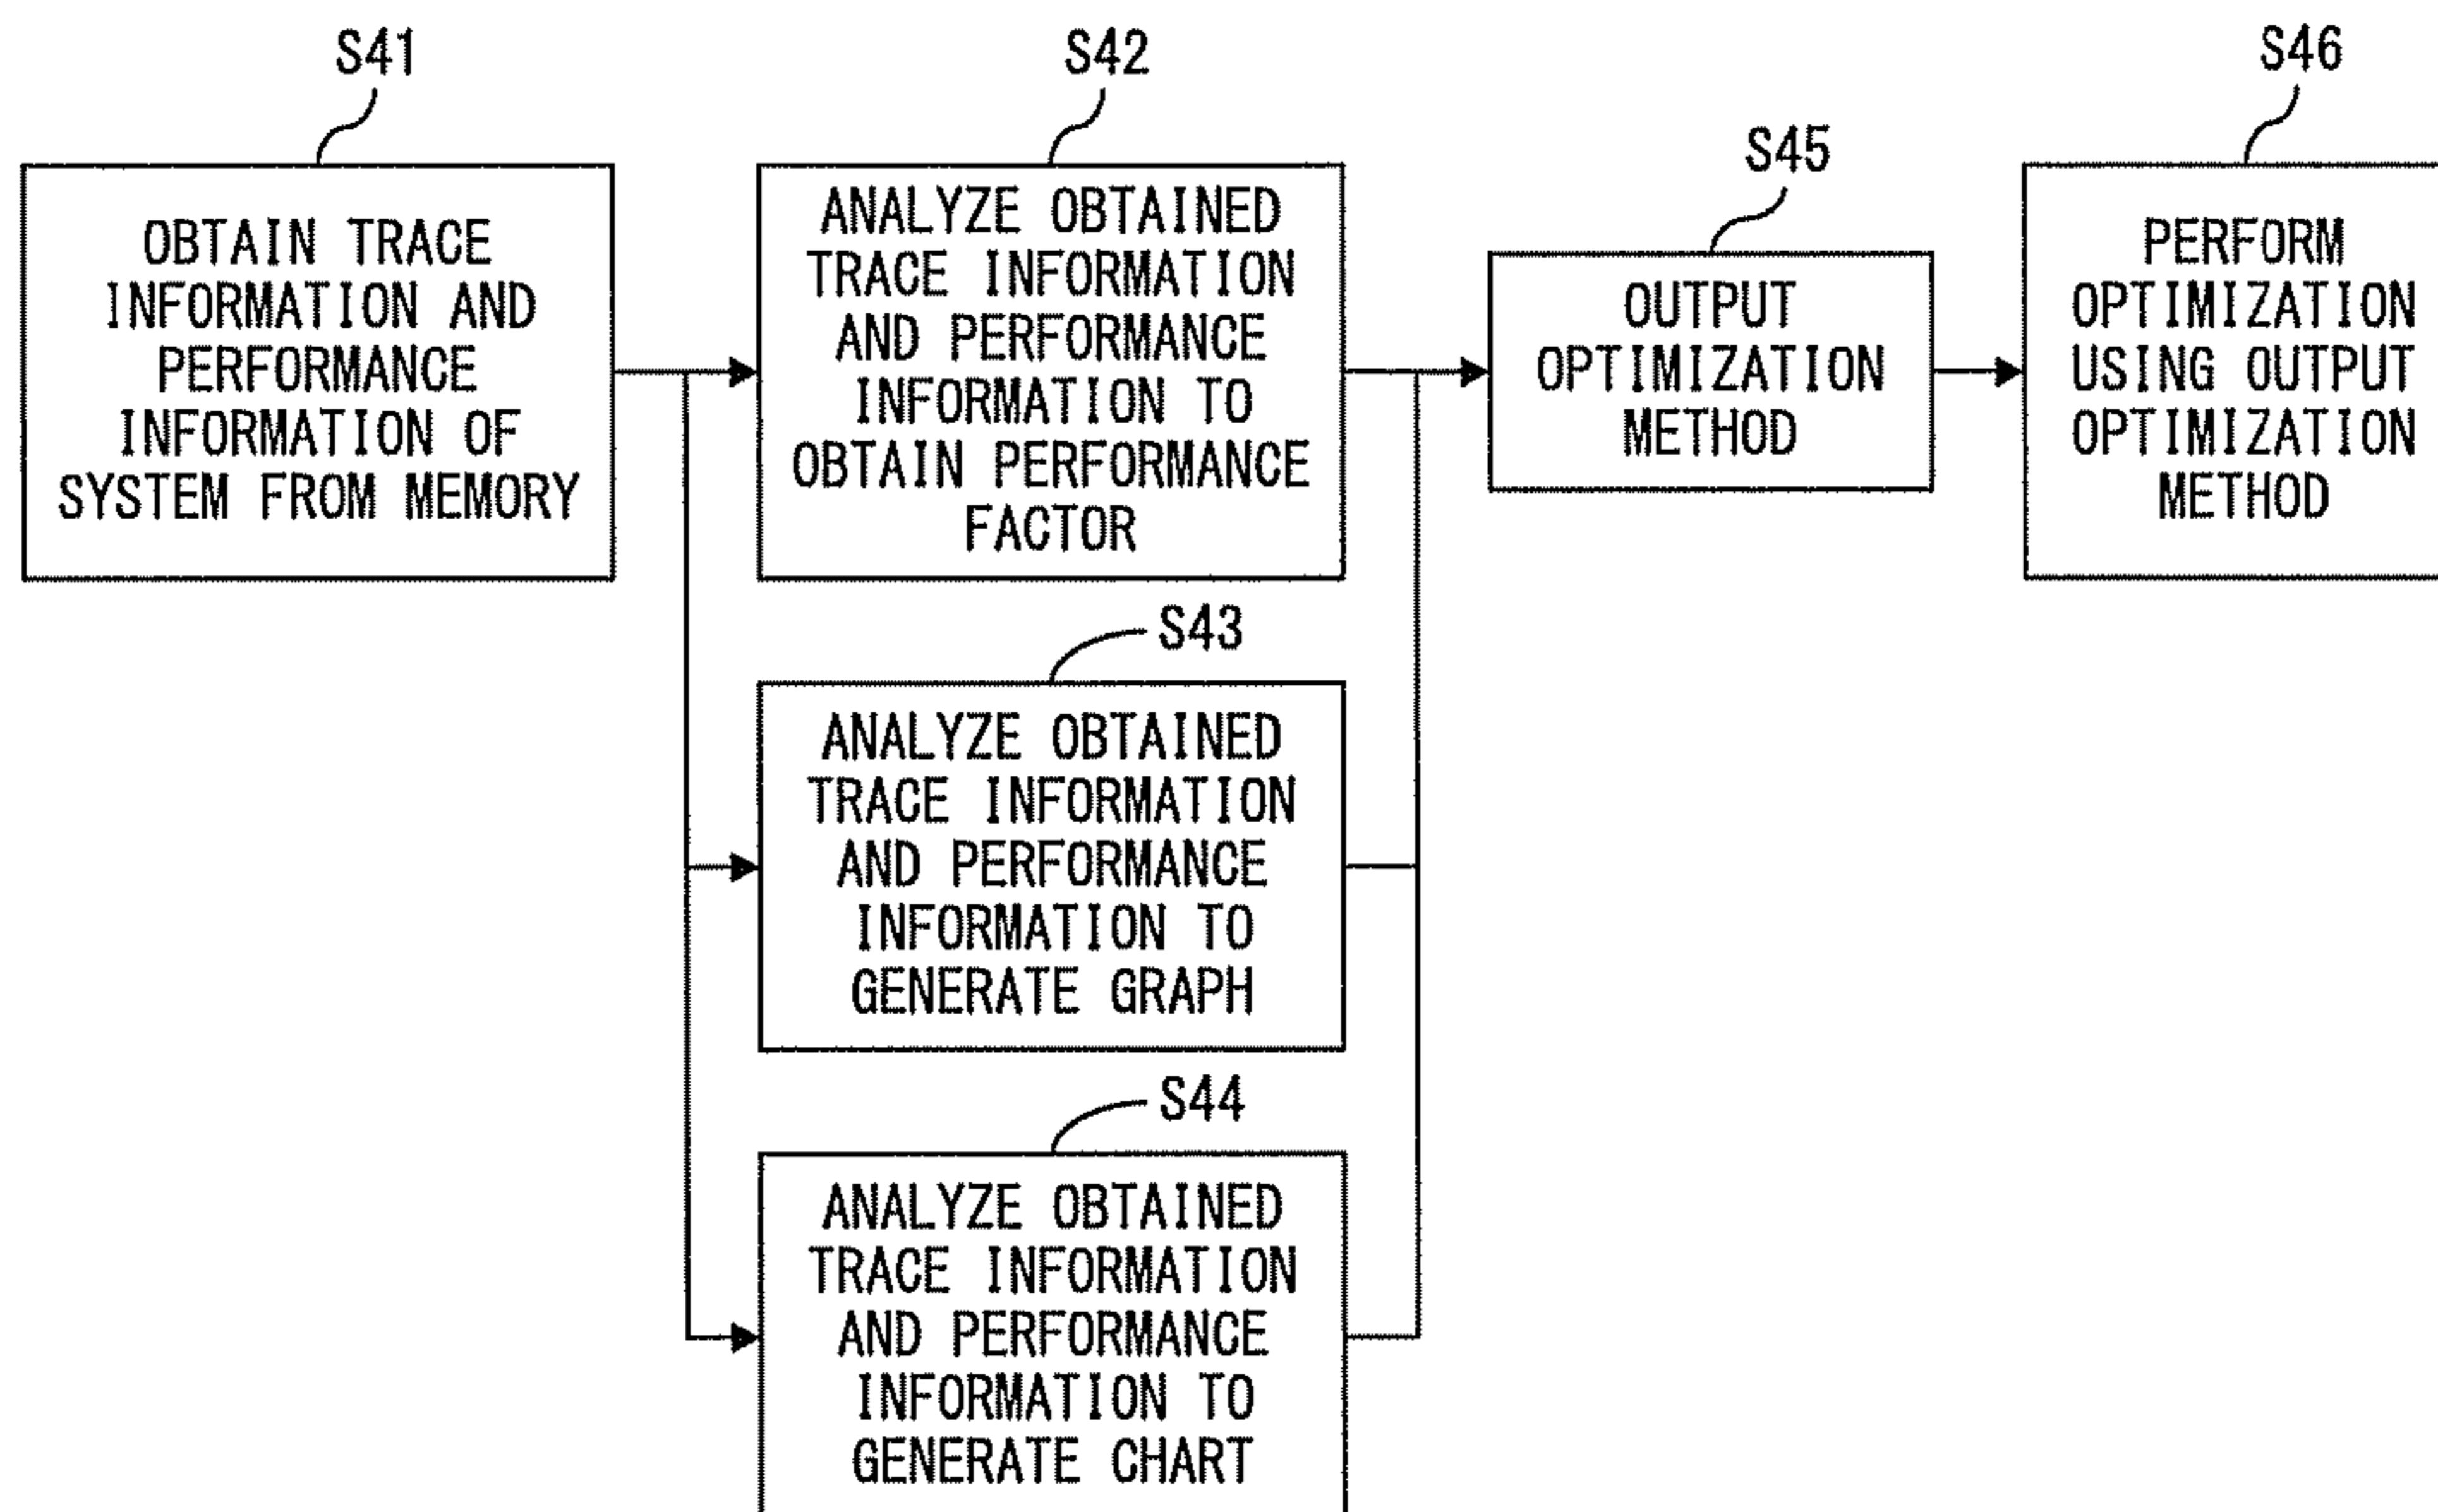 S41
OBTAIN TRACE
INFORMATION AND
PERFORMANCE
INFORMATION OF
SYSTEM FROM MEMORY
S42
ANALYZE OBTAINED
TRACE INFORMATION
AND PERFORMANCE
INFORMATION TO
OBTAIN PERFORMANCE
FACTOR
S43
ANALYZE OBTAINED
TRACE INFORMATION
AND PERFORMANCE
INFORMATION TO
GENERATE GRAPH
S44
ANALYZE OBTAINED
TRACE INFORMATION
AND PERFORMANCE
INFORMATION TO
GENERATE CHART
S45
OUTPUT
OPTIMIZATION
METHOD
S46
PERFORM
OPTIMIZATION
USING OUTPUT
OPTIMIZATION
METHOD